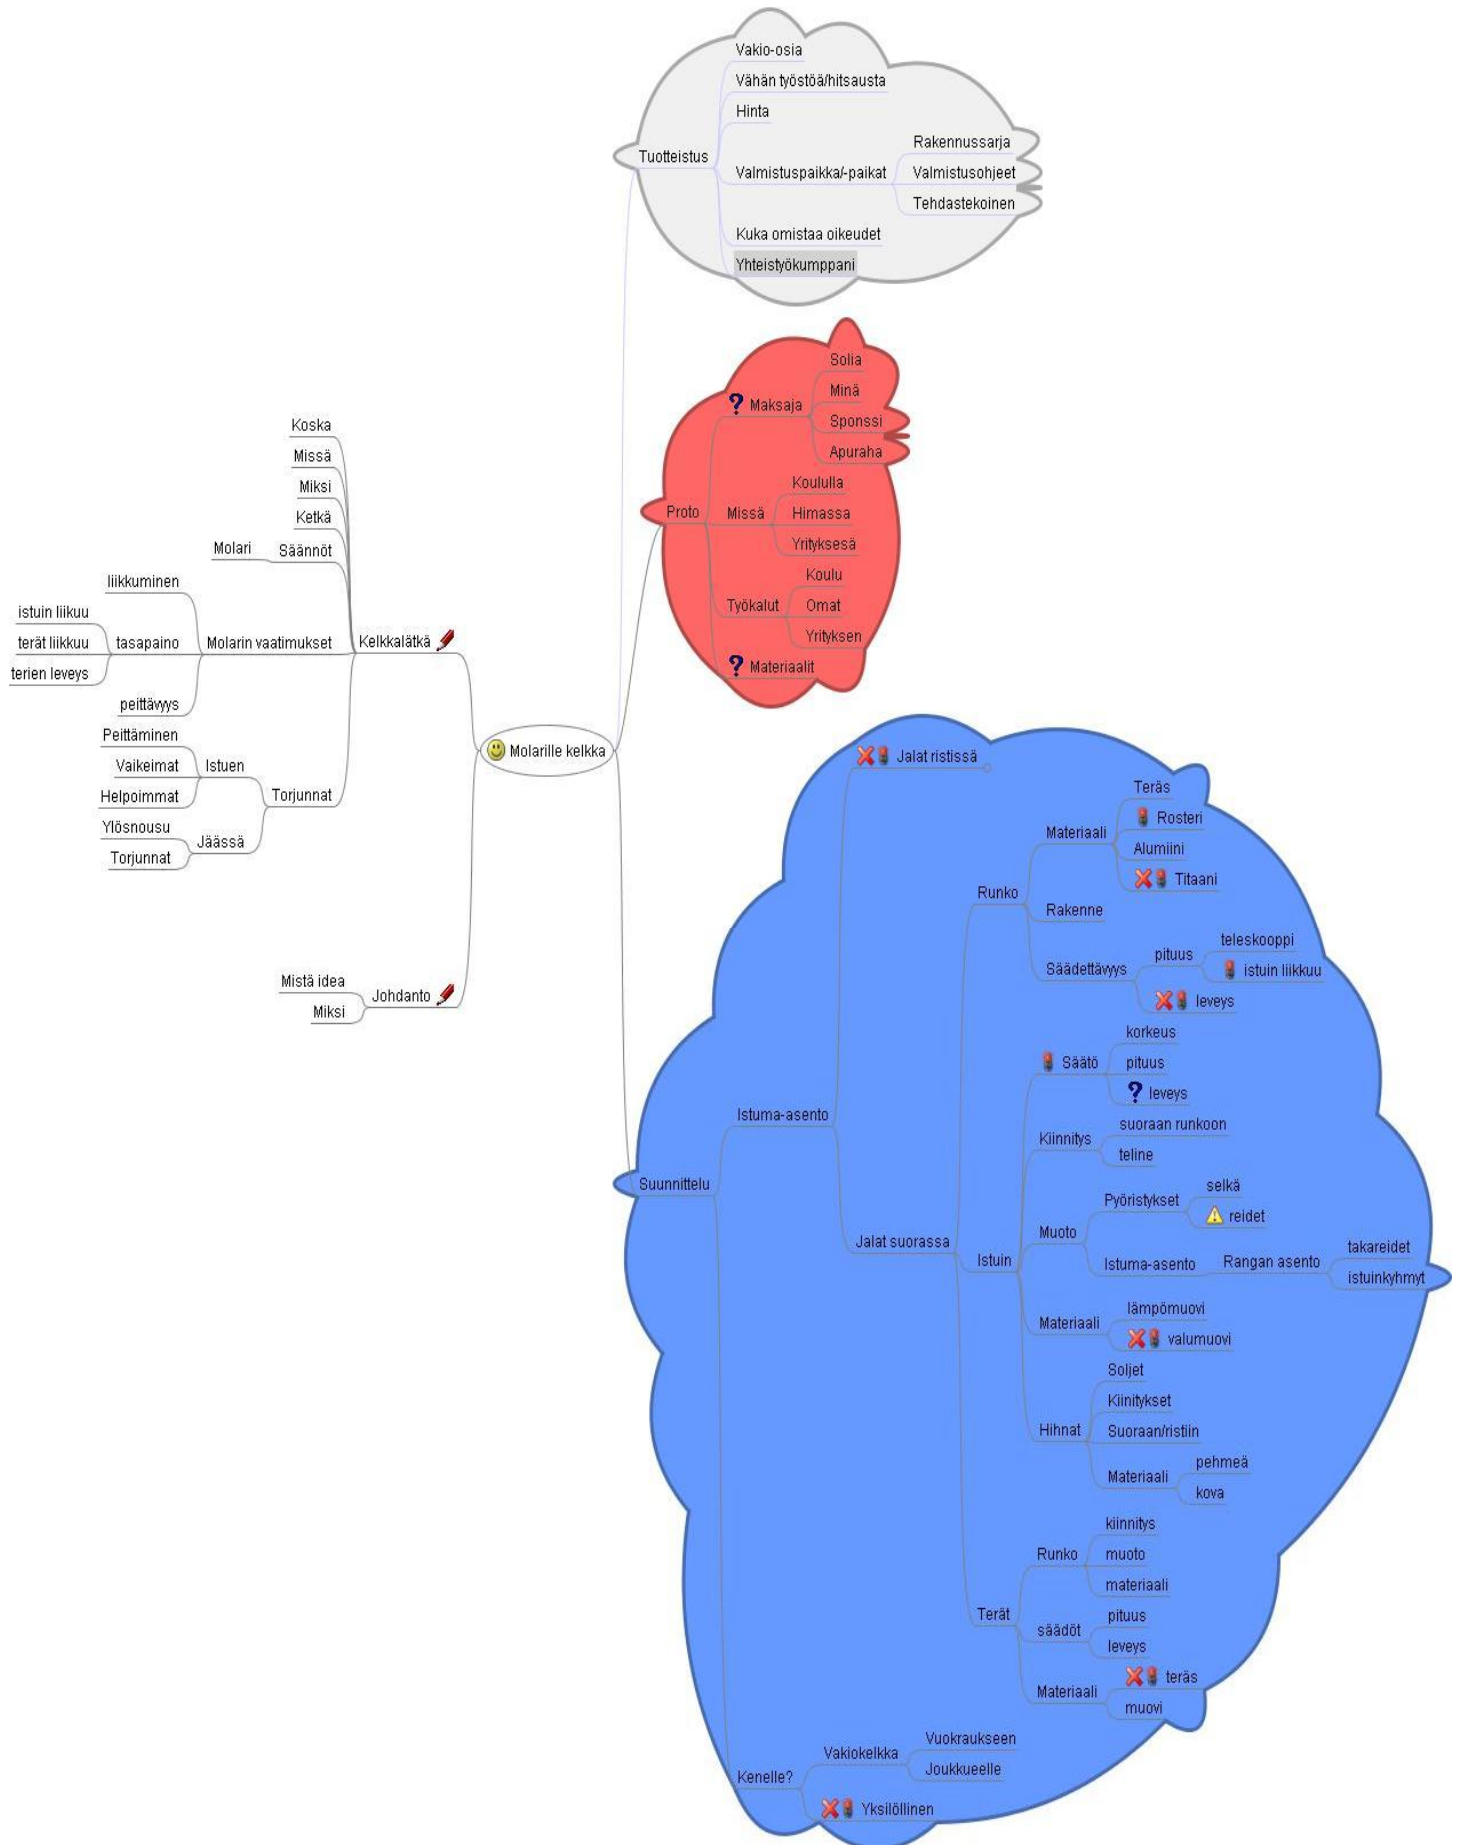 Molarille kelkka
Kelkkalätkä
Koska
Missä
Miksi
Ketkä
Säännöt
Molari
Molarin vaatimukset
liikkuminen
tasapaino
istuin liikuu
terät liikkuu
terien leveys
peittävyys
Torjunnat
Istuen
Peittäminen
Vaikeimat
Helpoimmat
Jäässä
Ylösnousu
Torjunnat
Johdanto
Mistä idea
Miksi
Tuotteistus
Vakio-osia
Vähän työstöä/hitsausta
Hinta
Valmistuspaikka/-paikat
Rakennussarja
Valmistusohjeet
Tehdastekoinen
Kuka omistaa oikeudet
Yhteistyökumppani
Proto
? Maksaja
Solia
Minä
Sponssi
Apuraha
Missä
Koululla
Himassa
Yrityksesä
Työkalut
Koulu
Omat
Yrityksen
? Materiaalit
Suunnittelu
Istuma-asento
Jalat ristissä
Jalat suorassa
Runko
Materiaali
Teräs
Rosteri
Alumiini
Titaani
Rakenne
Säädettävyys
pituus
teleskooppi
istuin liikkuu
leveys
Istuin
Säätö
korkeus
pituus
? leveys
Kiinnitys
suoraan runkoon
teline
Muoto
Pyöristykset
selkä
reidet
Istuma-asento
Rangan asento
takareidet
istuinkyhmyt
Materiaali
lämpömuovi
valumuovi
Hihnat
Soljet
Kiinitykset
Suoraan/ristiin
Materiaali
pehmeä
kova
Terät
Runko
kiinnitys
muoto
materiaali
säädöt
pituus
leveys
Materiaali
teräs
muovi
Kenelle?
Vakiokelkka
Vuokraukseen
Joukkueelle
Yksilöllinen